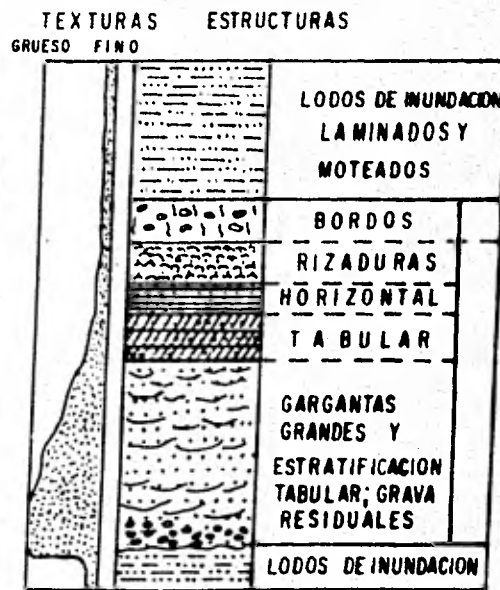 TEXTURAS ESTRUCTURAS
GRUESO FINO
LODOS DE INUNDACION
LAMINADOS Y
MOTEADOS
BORDOS
RIZADURAS
HORIZONTAL
TABULAR
GARGANTAS
GRANDES Y
ESTRATIFICACION
TABULAR; GRAVA
RESIDUALES
LODOS DE INUNDACION